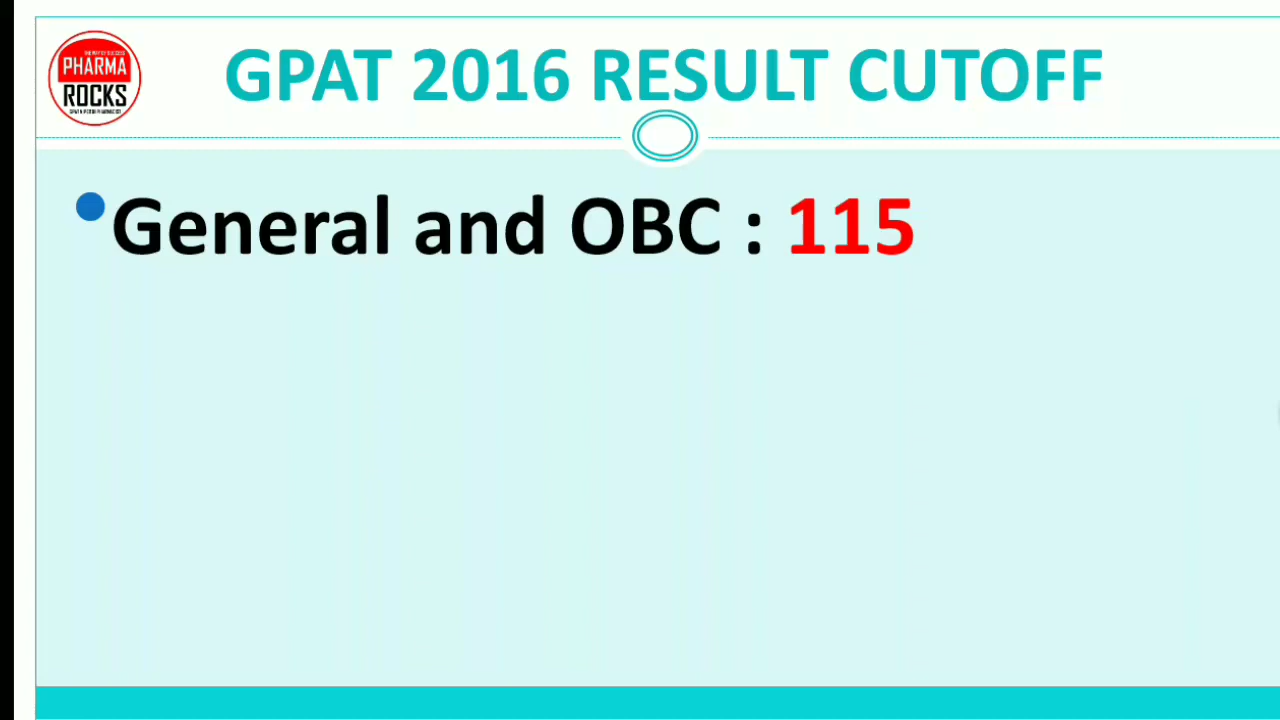 PHARMA
ROCKS
GPAT 2016 RESULT CUTOFF
General and OBC : 115